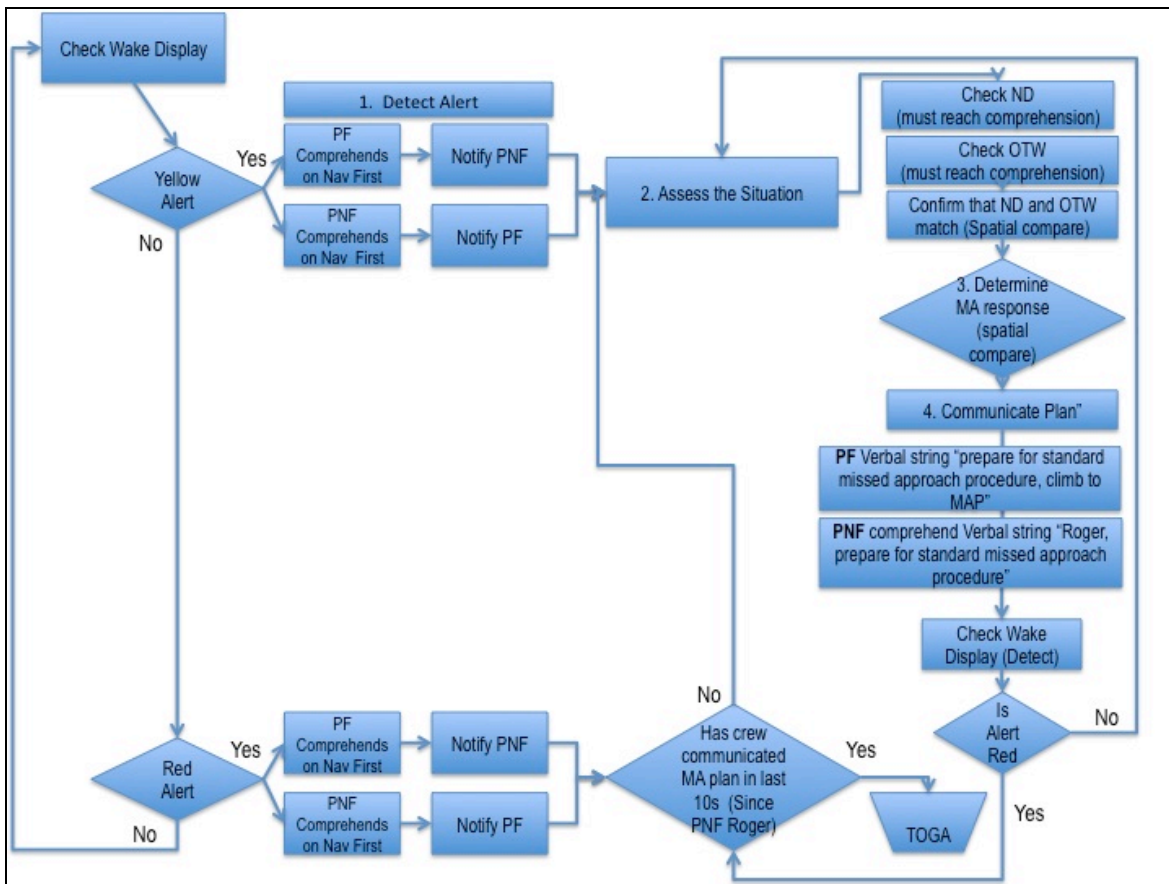 Check Wake Display
Yellow
Alert
Yes
No
1. Detect Alert
PF
Comprehends
on Nav First
Notify PNF
PNF
Comprehends
on Nav First
Notify PF
2. Assess the Situation
Check ND
(must reach comprehension)
Check OTW
(must reach comprehension)
Confirm that ND and OTW
match (Spatial compare)
3. Determine
MA response
(spatial
compare)
4. Communicate Plan”
PF Verbal string “prepare for standard
missed approach procedure, climb to
MAP”
PNF comprehend Verbal string “Roger,
prepare for standard missed approach
procedure”
Check Wake
Display (Detect)
Is
Alert
Red
No
Yes
Red
Alert
Yes
No
PF
Comprehends
on Nav First
Notify PNF
PNF
Comprehends
on Nav First
Notify PF
No
Has crew
communicated
MA plan in last
10s (Since
PNF Roger)
Yes
TOGA